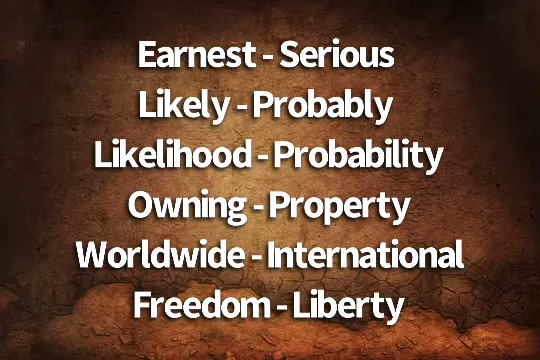 Earnest - Serious
Likely - Probably
Likelihood - Probability
Owning - Property
Worldwide - International
Freedom - Liberty